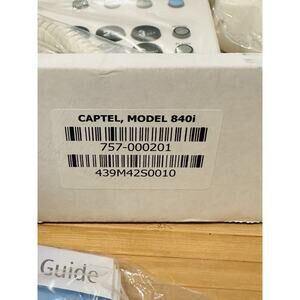 CAPTEL, MODEL 840i
757-000201
439M42S0010
Guide